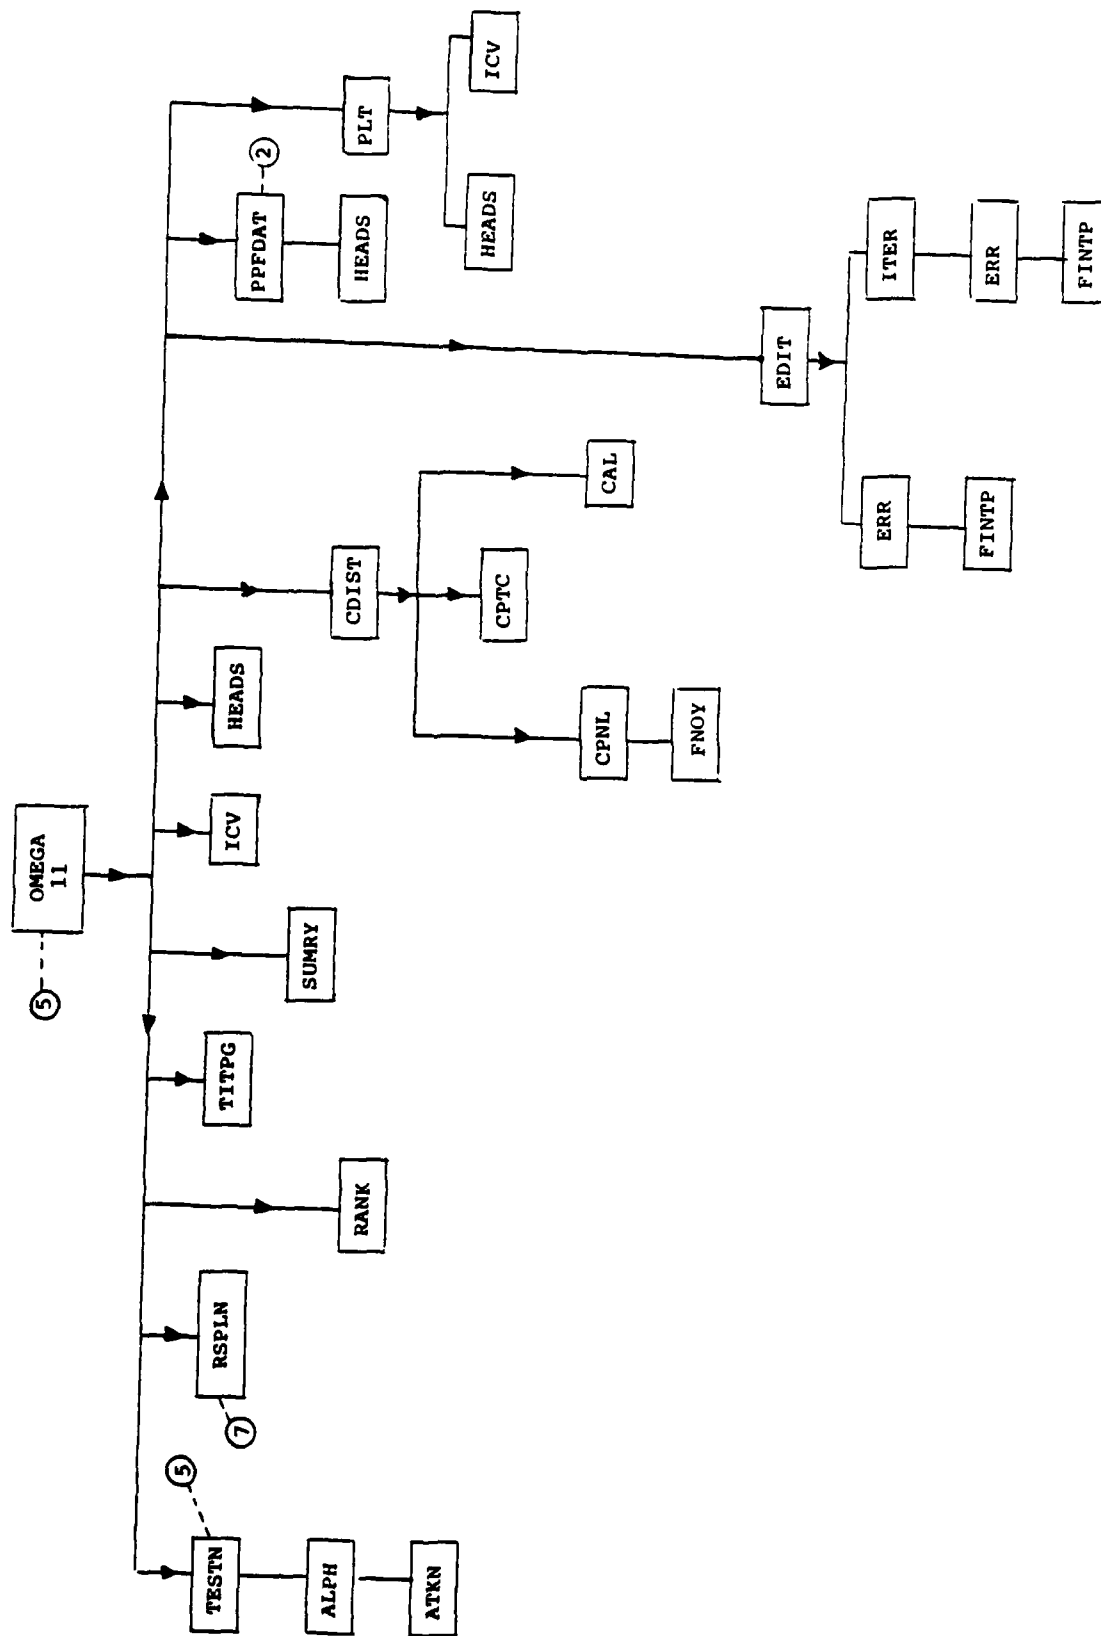 OMEGA
11
5
TESTN
5
ALPH
ATKN
RSPLN
7
RANK
TITPG
SUMRY
ICV
HEADS
CDIST
CPNL
FNOY
CPTC
CAL
EDIT
ERR
FINTP
ITER
ERR
FINTP
PPFDAT
2
HEADS
PLT
HEADS
ICV